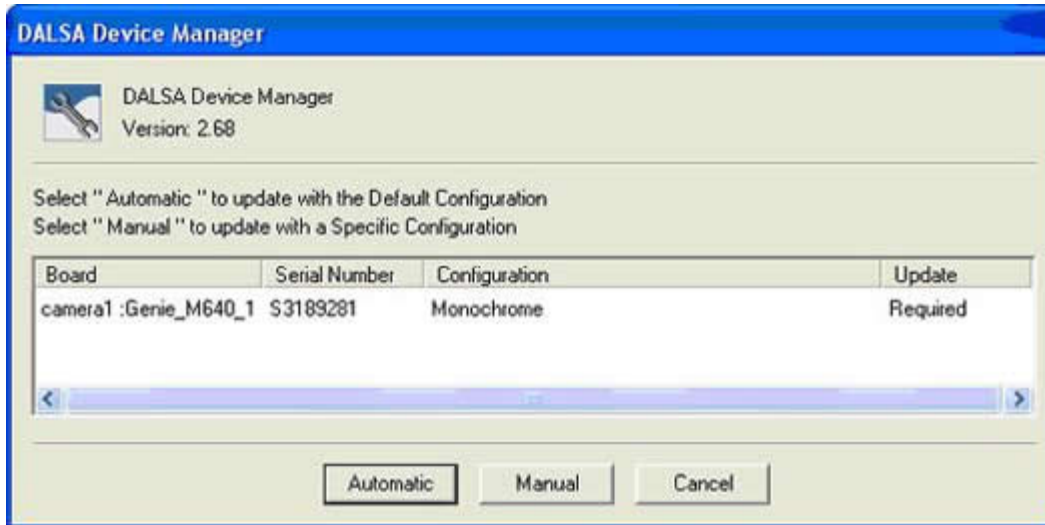 DALSA Device Manager
DALSA Device Manager
Version: 2.68
Select " Automatic " to update with the Default Configuration
Select " Manual " to update with a Specific Configuration
Board Serial Number Configuration Update
camera1 :Genie_M640_1 S3189281 Monochrome Required
Automatic Manual Cancel